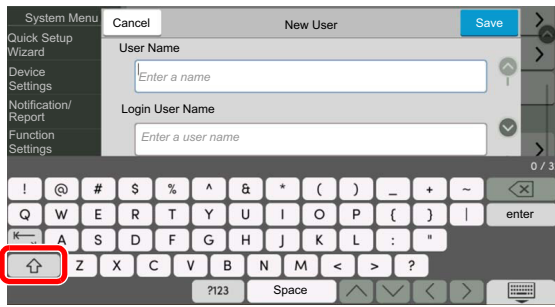 System Menu
Cancel
New User
Save
Quick Setup
Wizard
User Name
Enter a name
Device
Settings
Notification/
Report
Login User Name
Enter a user name
Function
Settings
0 / 3
! @ # $ % ^ & * ( ) _ + ~
Q W E R T Y U I O P { } | enter
A S D F G H J K L : "
Z X C V B N M < > ?
?123 Space